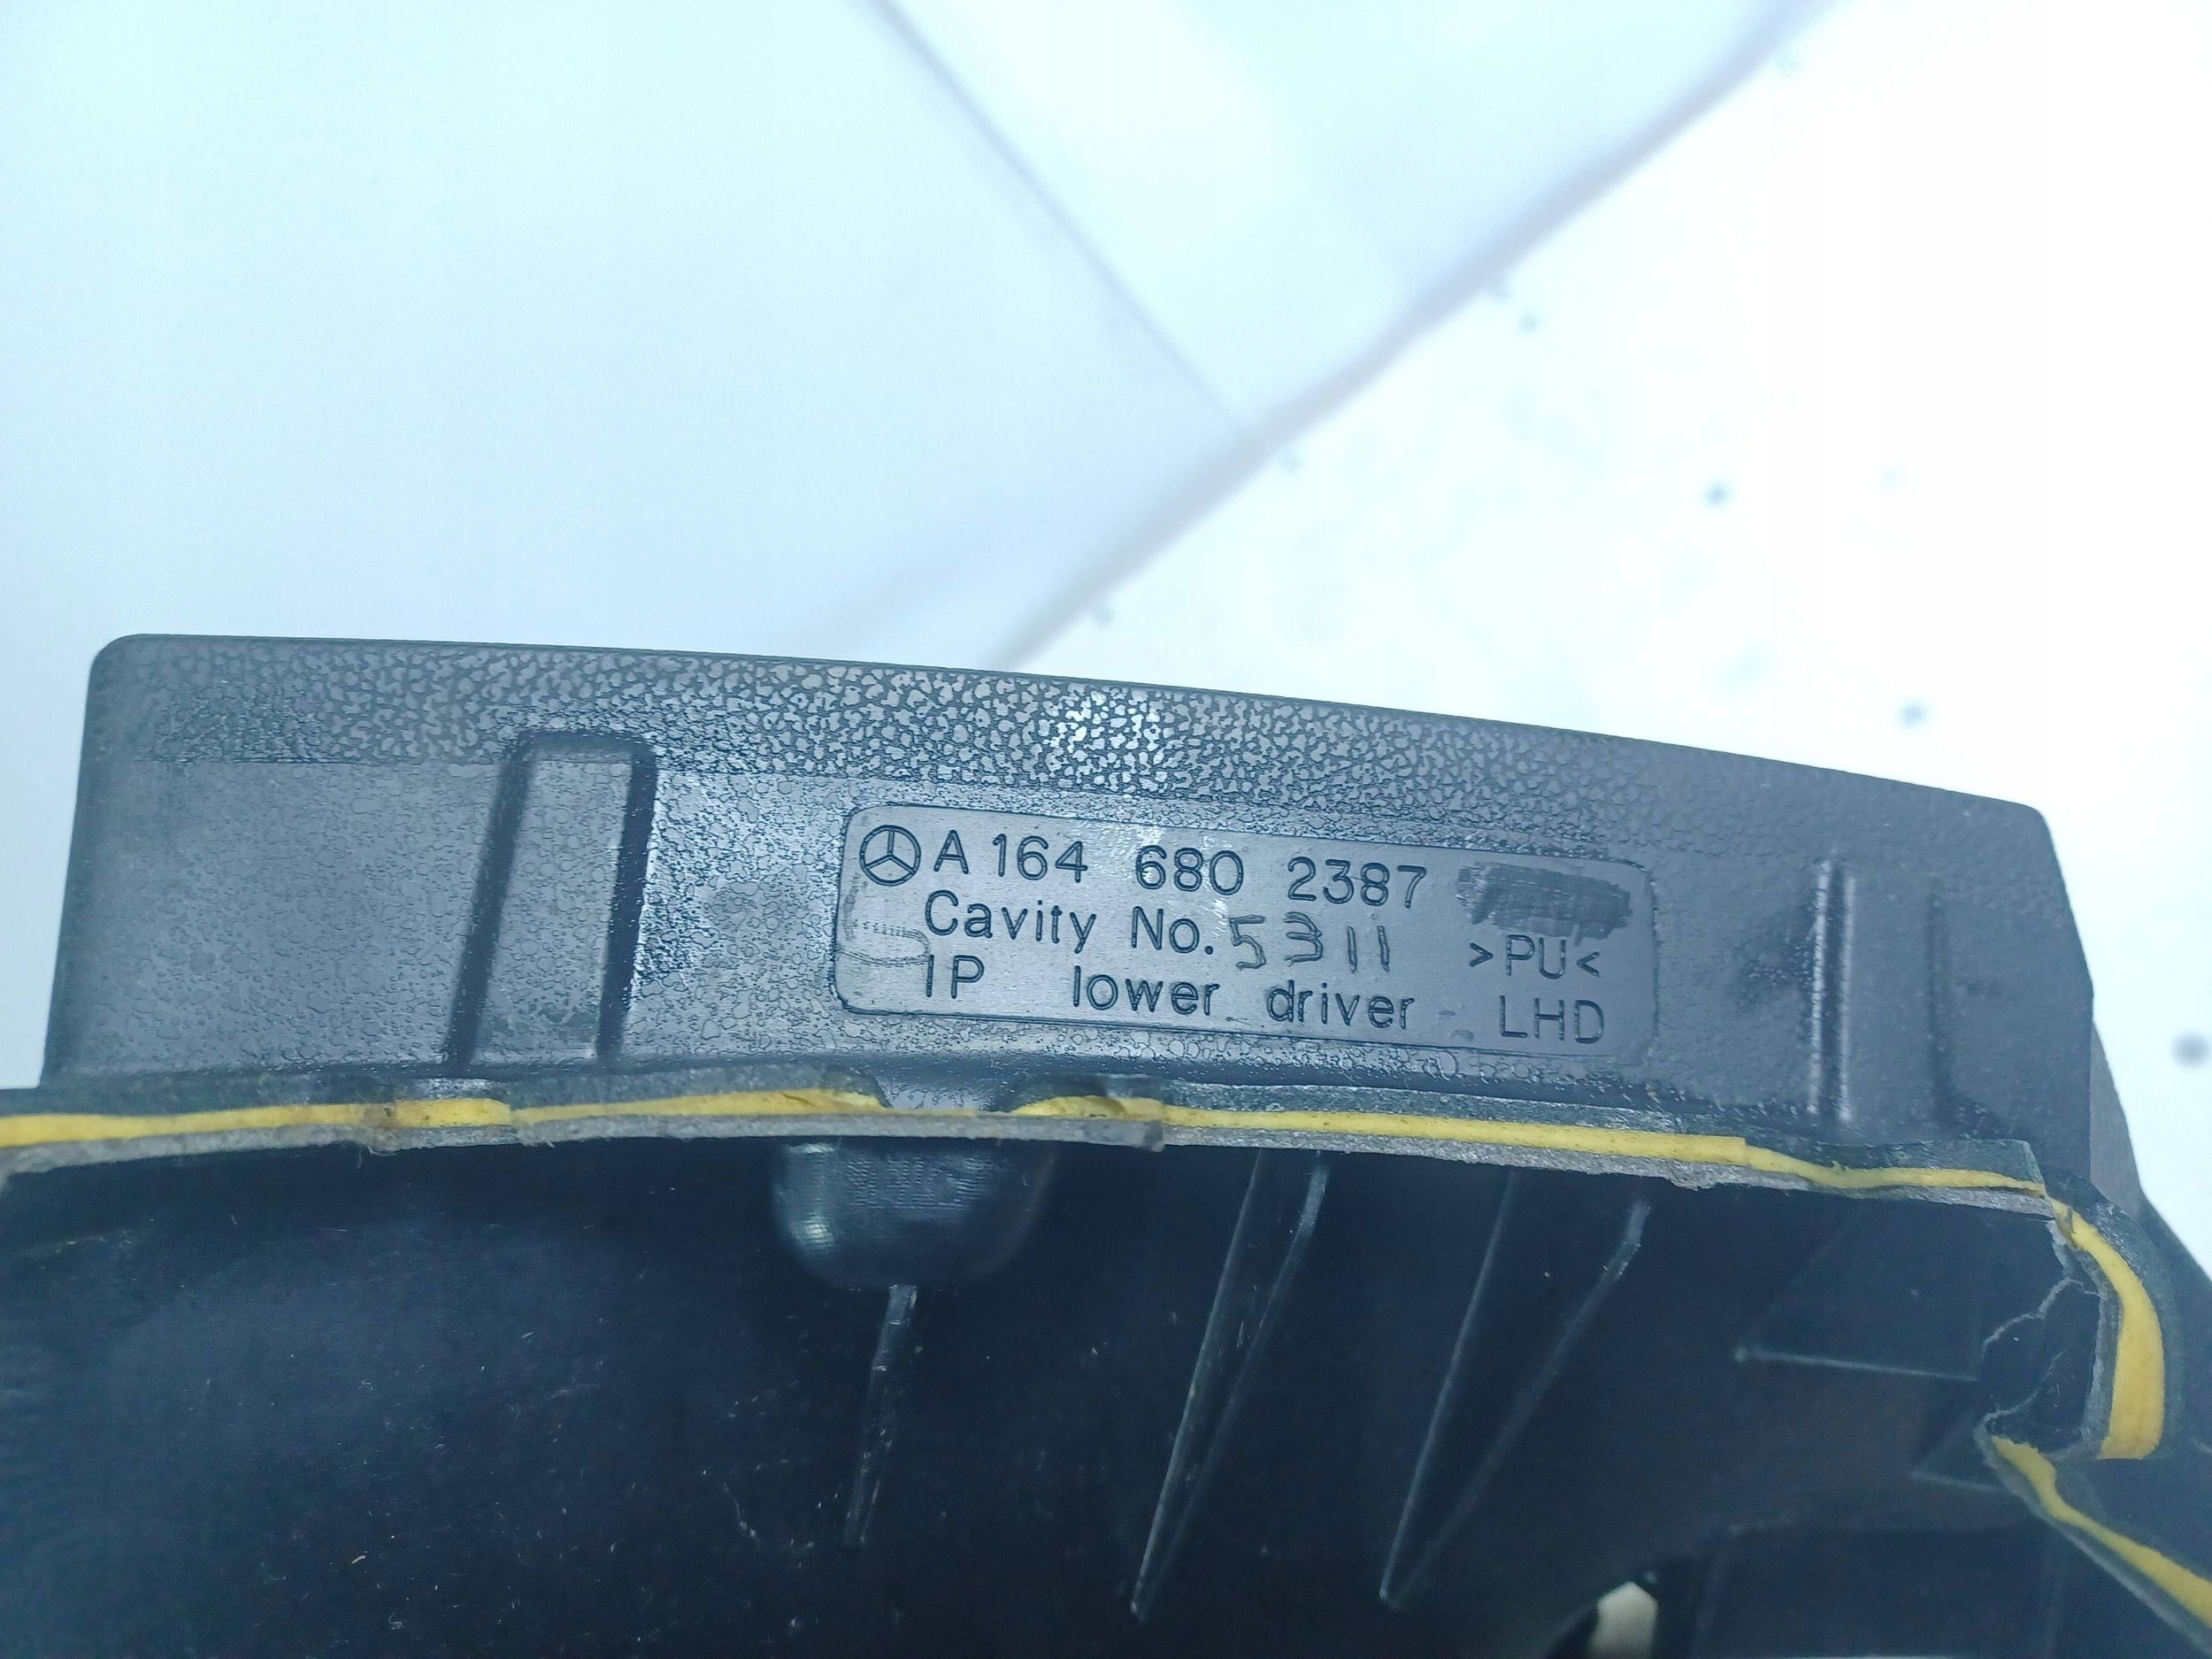 A 164 680 2387
Cavity No. 5311 >PU<
IP lower driver LHD